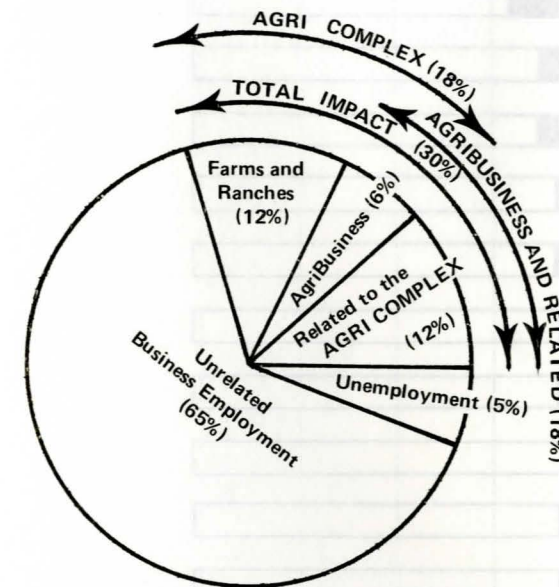 AGRI COMPLEX (18%)
TOTAL IMPACT (30%)
AGRIBUSINESS AND RELATED (18%)
Farms and
Ranches
(12%)
AgriBusiness (6%)
Related to the
AGRI COMPLEX
(12%)
Unemployment (5%)
Unrelated
Business Employment
(65%)